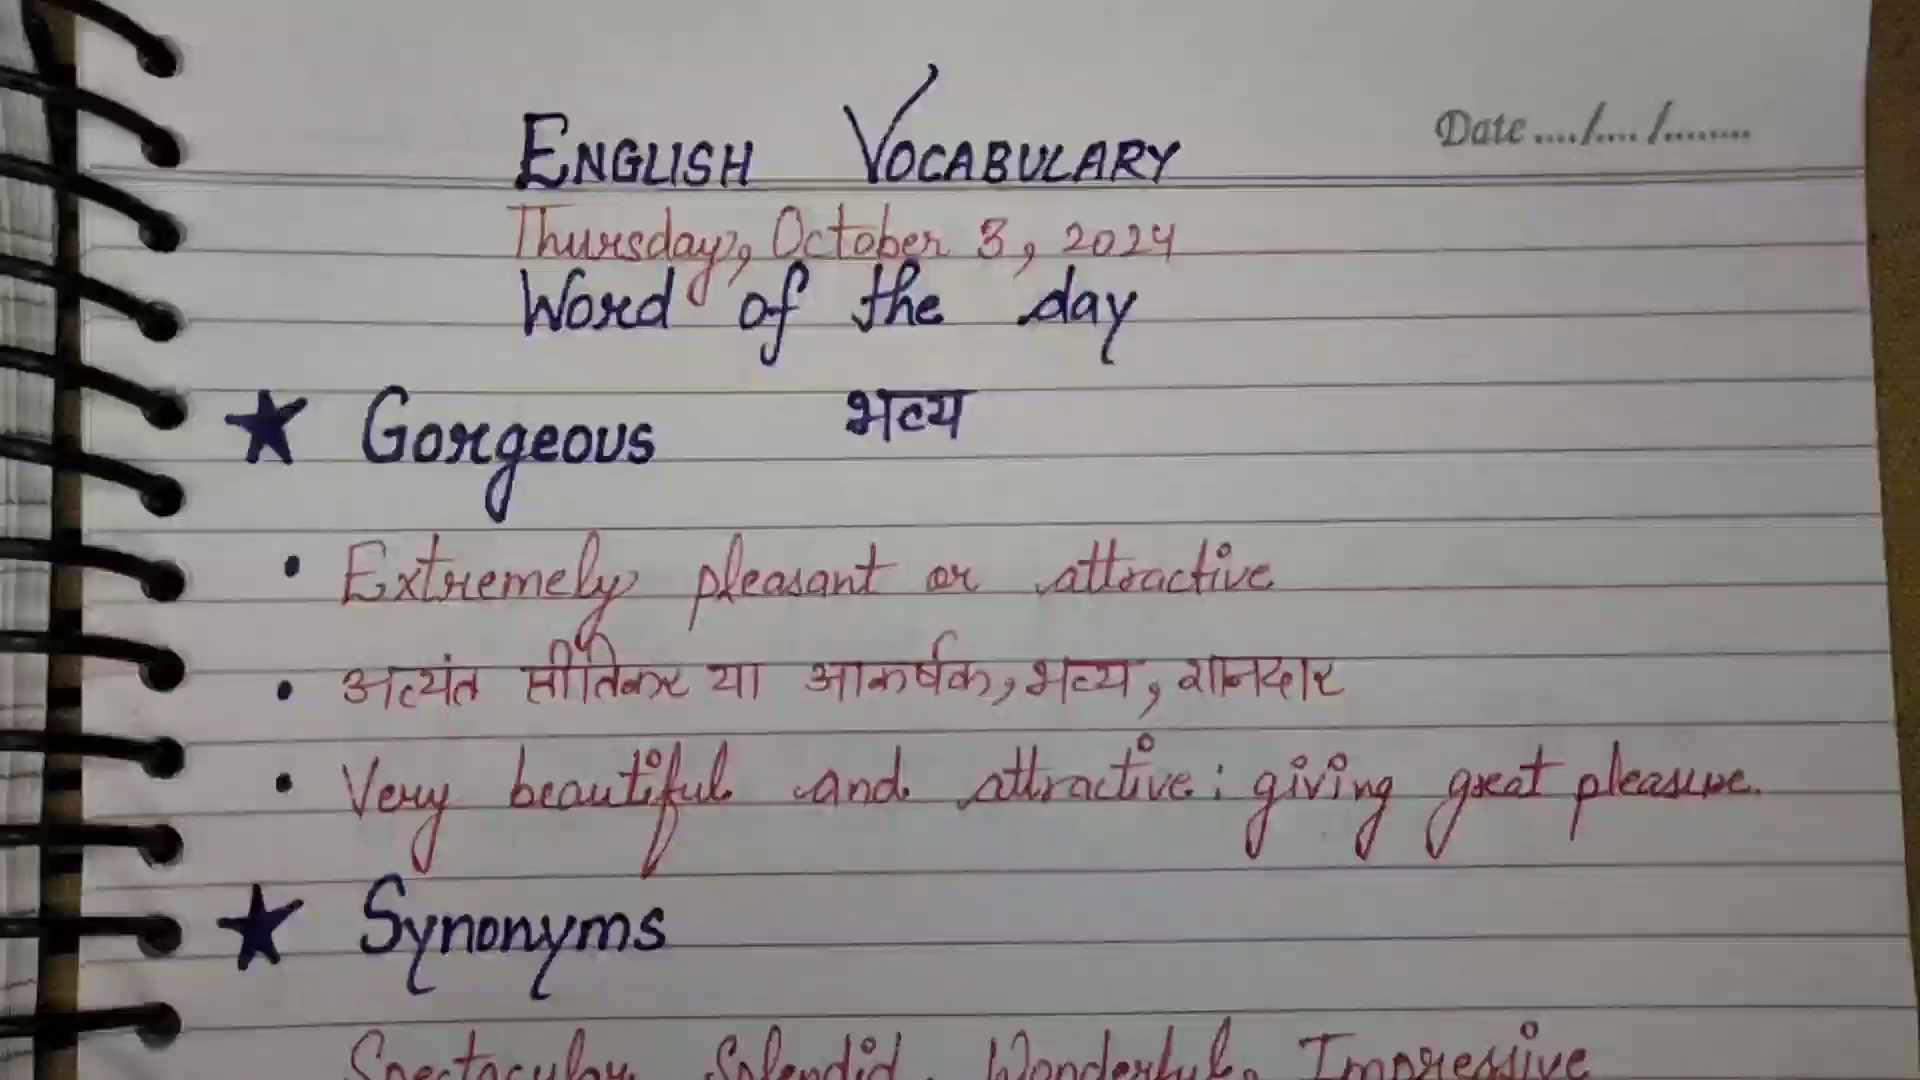 ENGLISH VOCABULARY
Date ..../..../.........
Thursday, October 3, 2024
Word of the day
★ Gorgeous भव्य
• Extremely pleasant or attractive
• अत्यंत प्रीतिकर या आकर्षक, भव्य, शानदार
• Very beautiful and attractive; giving great pleasure.
★ Synonyms
Spectacular, Splendid, Wonderful, Impressive